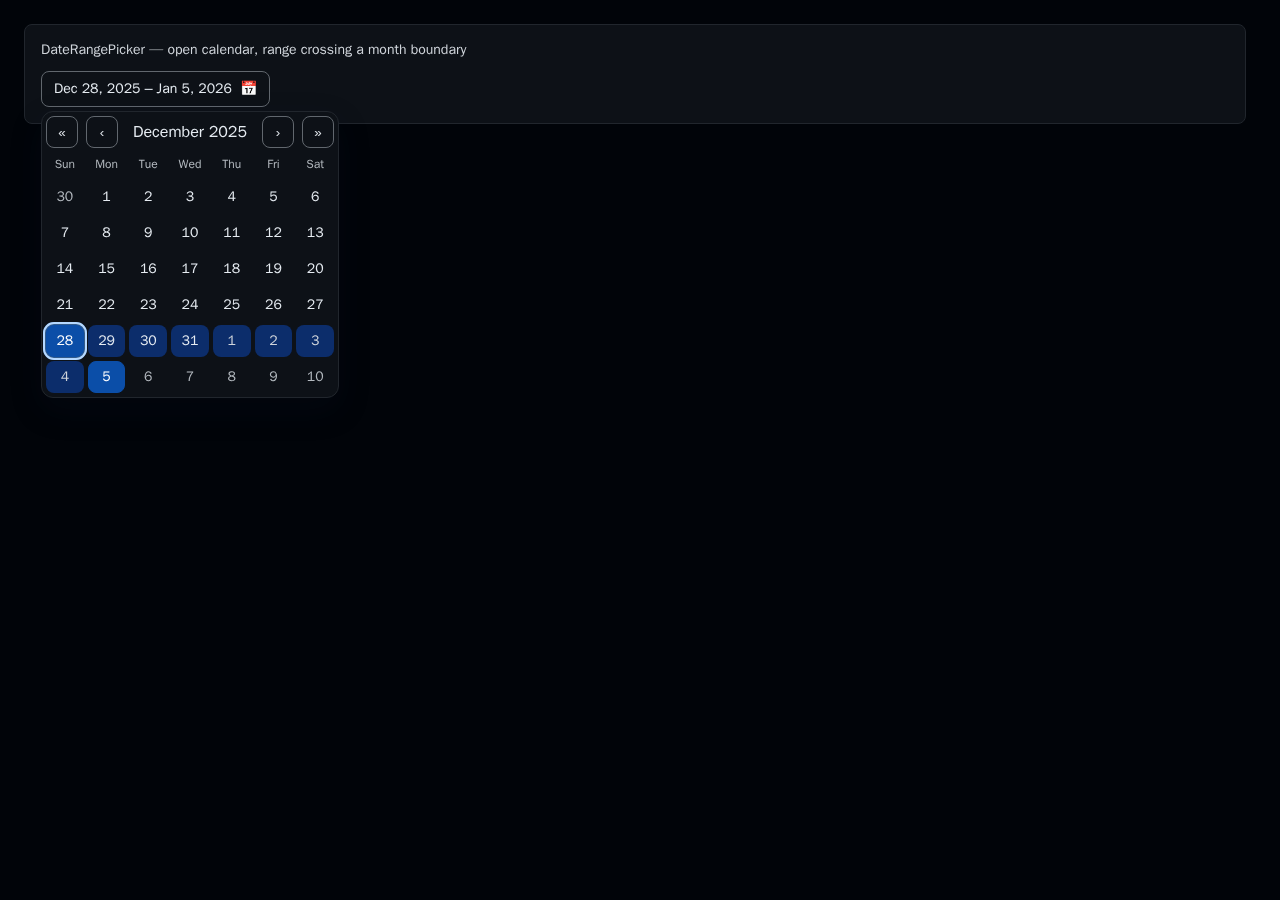 DateRangePicker — open calendar, range crossing a month boundary
Dec 28, 2025 – Jan 5, 2026 📅
« ‹ December 2025 › »
Sun Mon Tue Wed Thu Fri Sat
30 1 2 3 4 5 6
7 8 9 10 11 12 13
14 15 16 17 18 19 20
21 22 23 24 25 26 27
28 29 30 31 1 2 3
4 5 6 7 8 9 10